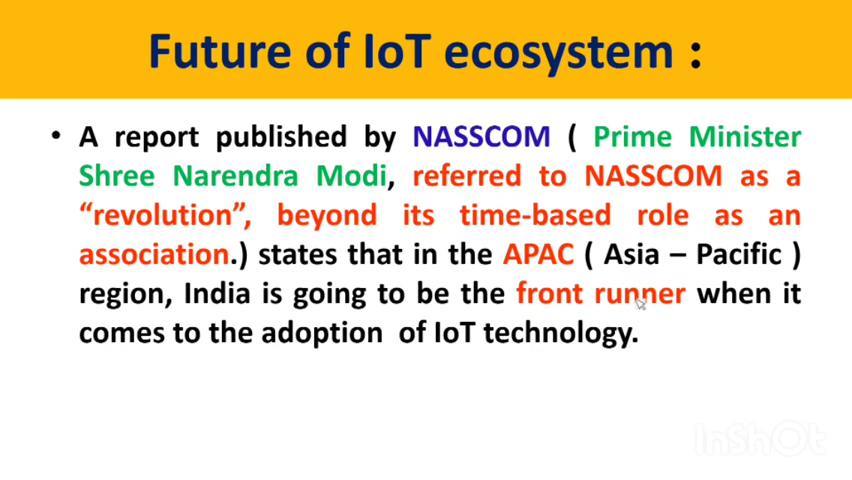 Future of IoT ecosystem :
• A report published by NASSCOM ( Prime Minister
Shree Narendra Modi, referred to NASSCOM as a
“revolution”, beyond its time-based role as an
association.) states that in the APAC ( Asia – Pacific )
region, India is going to be the front runner when it
comes to the adoption of IoT technology.
InShOt